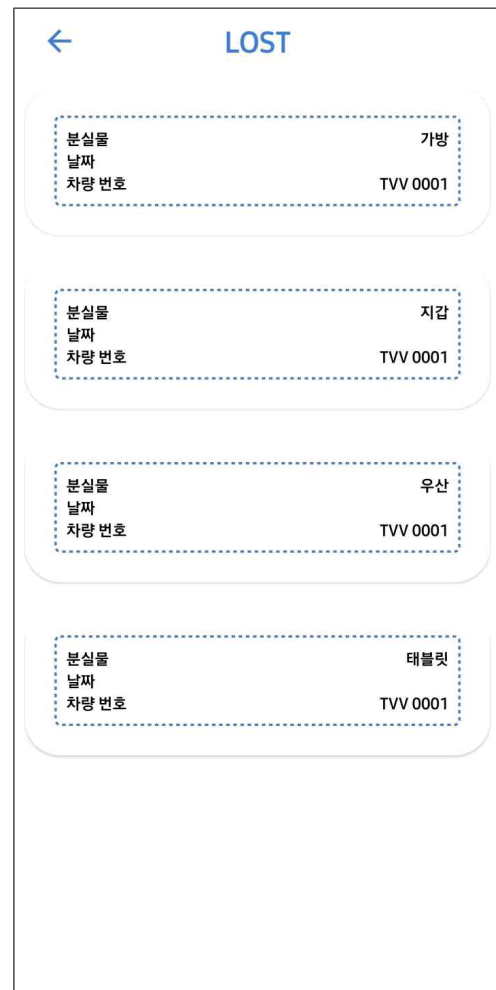 LOST
분실물 가방
날짜
차량 번호 TVV 0001
분실물 지갑
날짜
차량 번호 TVV 0001
분실물 우산
날짜
차량 번호 TVV 0001
분실물 태블릿
날짜
차량 번호 TVV 0001